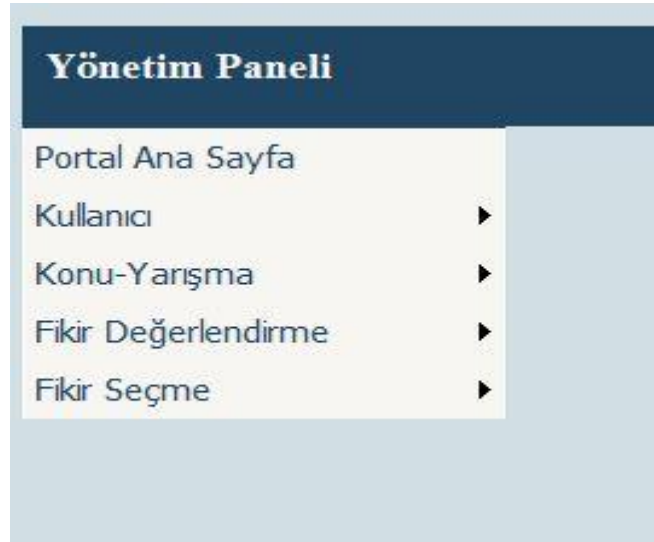 Yönetim Paneli
Portal Ana Sayfa
Kullanıcı
Konu-Yarışma
Fikir Değerlendirme
Fikir Seçme